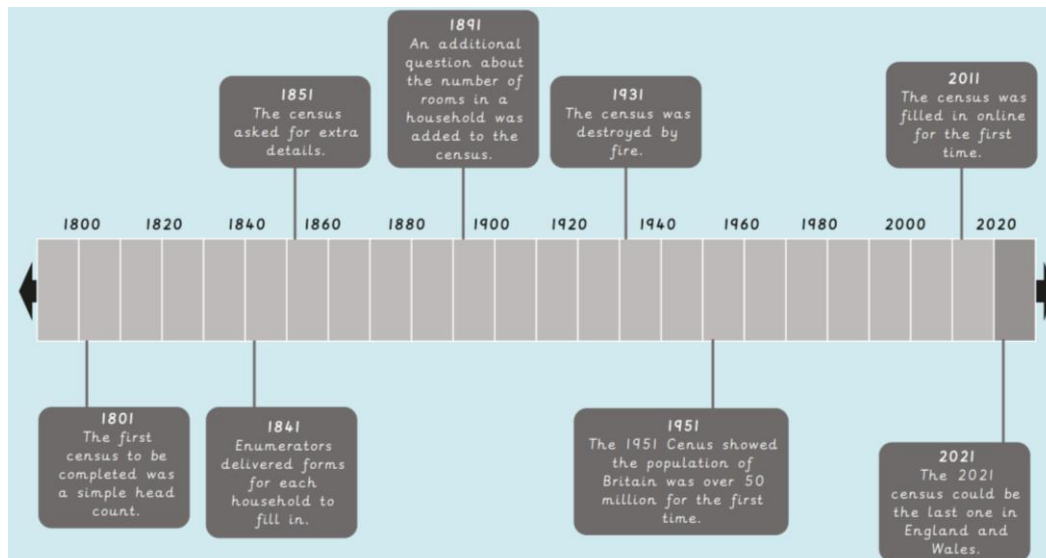 1891
An additional
question about
the number of
rooms in a
household was
added to the
census.
1851
The census
asked for extra
details.
1931
The census was
destroyed by
fire.
2011
The census was
filled in online
for the first
time.
1800 1820 1840 1860 1880 1900 1920 1940 1960 1980 2000 2020
1801
The first
census to be
completed was
a simple head
count.
1841
Enumerators
delivered forms
for each
household to
fill in.
1951
The 1951 Cenus showed
the population of
Britain was over 50
million for the first
time.
2021
The 2021
census could be
the last one in
England and
Wales.